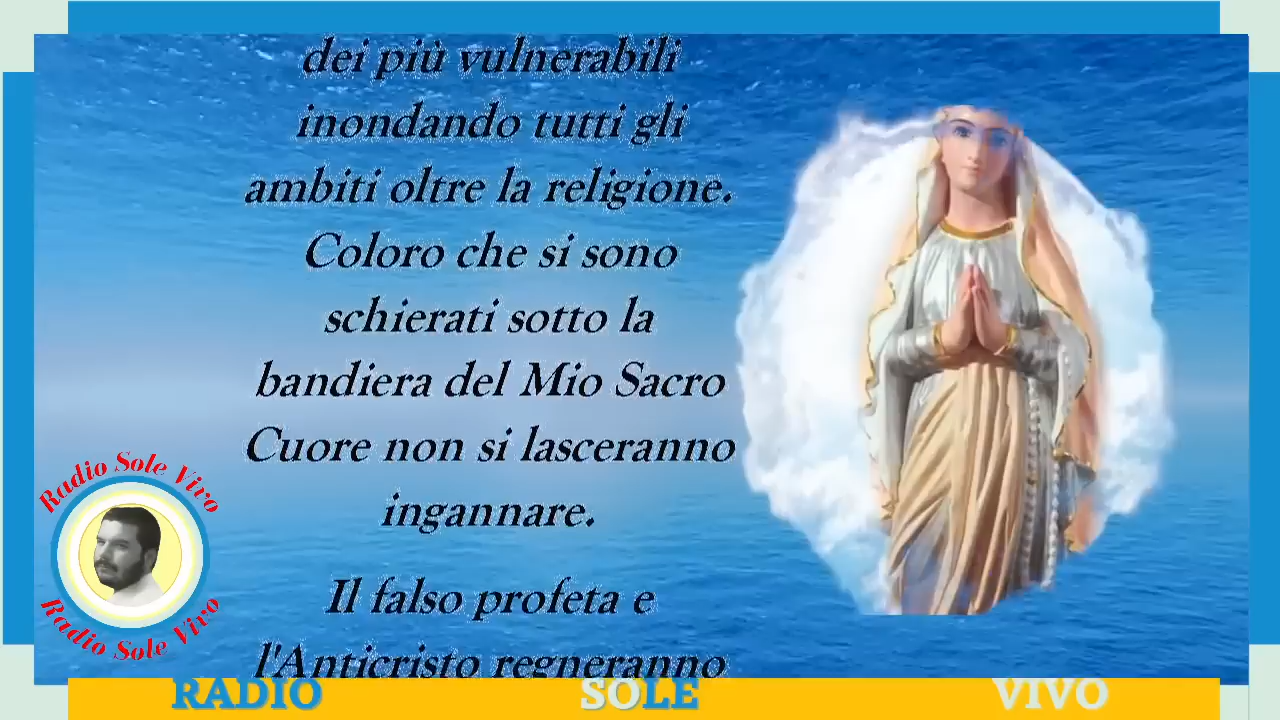 dei più vulnerabili
inondando tutti gli
ambiti oltre la religione.
Coloro che si sono
schierati sotto la
bandiera del Mio Sacro
Cuore non si lasceranno
ingannare.
Il falso profeta e
l'Anticristo regneranno
Radio Sole Vivo
Radio Sole Vivo
RADIO SOLE VIVO